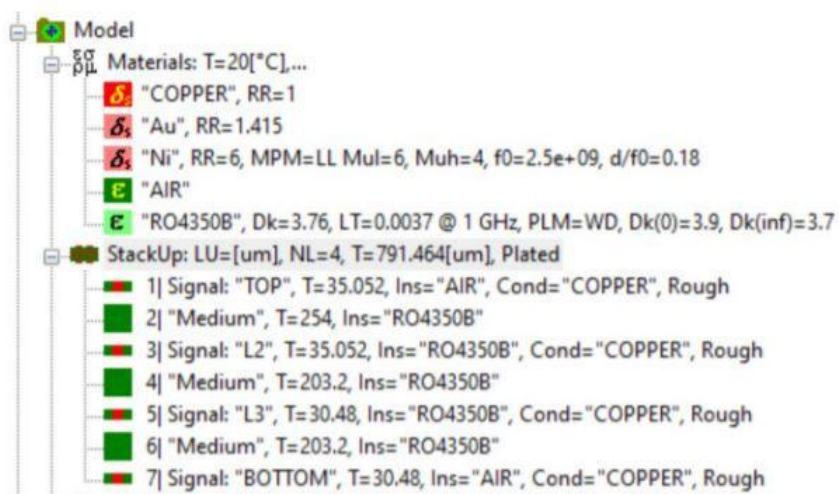 Model
εσ
ρμ Materials: T=20[°C],...
δs "COPPER", RR=1
δs "Au", RR=1.415
δs "Ni", RR=6, MPM=LL Mul=6, Muh=4, f0=2.5e+09, d/f0=0.18
ε "AIR"
ε "RO4350B", Dk=3.76, LT=0.0037 @ 1 GHz, PLM=WD, Dk(0)=3.9, Dk(inf)=3.7
StackUp: LU=[um], NL=4, T=791.464[um], Plated
1| Signal: "TOP", T=35.052, Ins="AIR", Cond="COPPER", Rough
2| "Medium", T=254, Ins="RO4350B"
3| Signal: "L2", T=35.052, Ins="RO4350B", Cond="COPPER", Rough
4| "Medium", T=203.2, Ins="RO4350B"
5| Signal: "L3", T=30.48, Ins="RO4350B", Cond="COPPER", Rough
6| "Medium", T=203.2, Ins="RO4350B"
7| Signal: "BOTTOM", T=30.48, Ins="AIR", Cond="COPPER", Rough